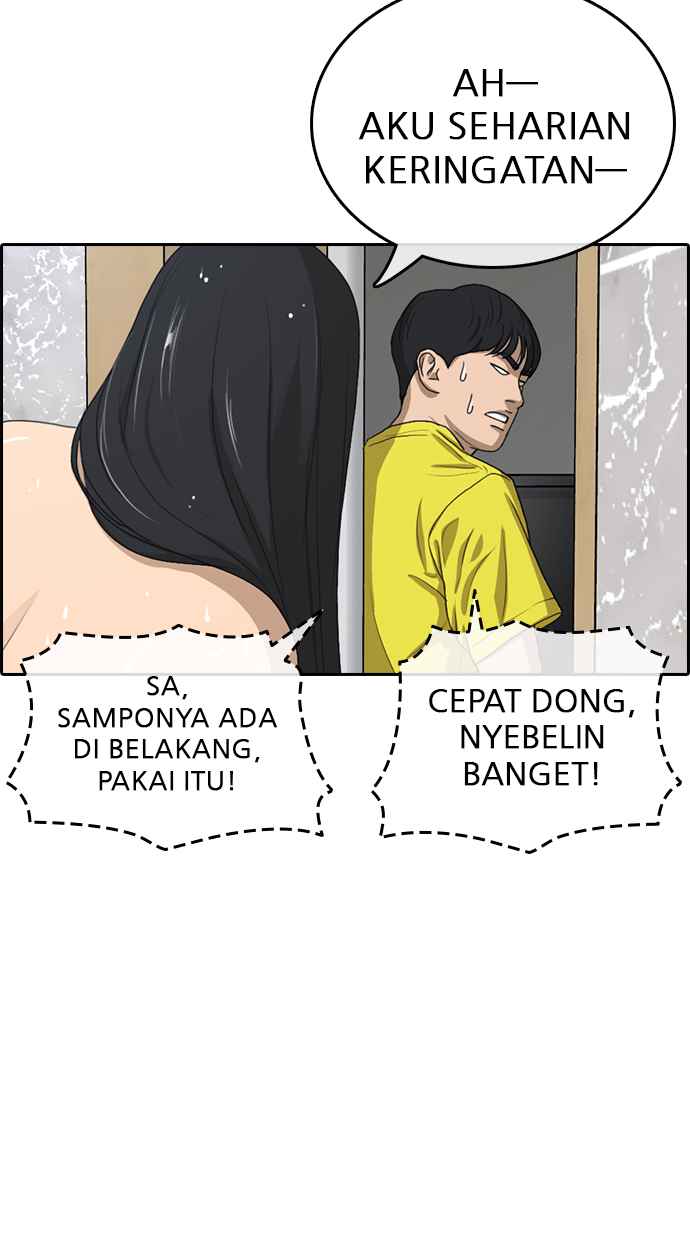 AH—
AKU SEHARIAN
KERINGATAN—
SA,
SAMPONYA ADA
DI BELAKANG,
PAKAI ITU!
CEPAT DONG,
NYEBELIN
BANGET!